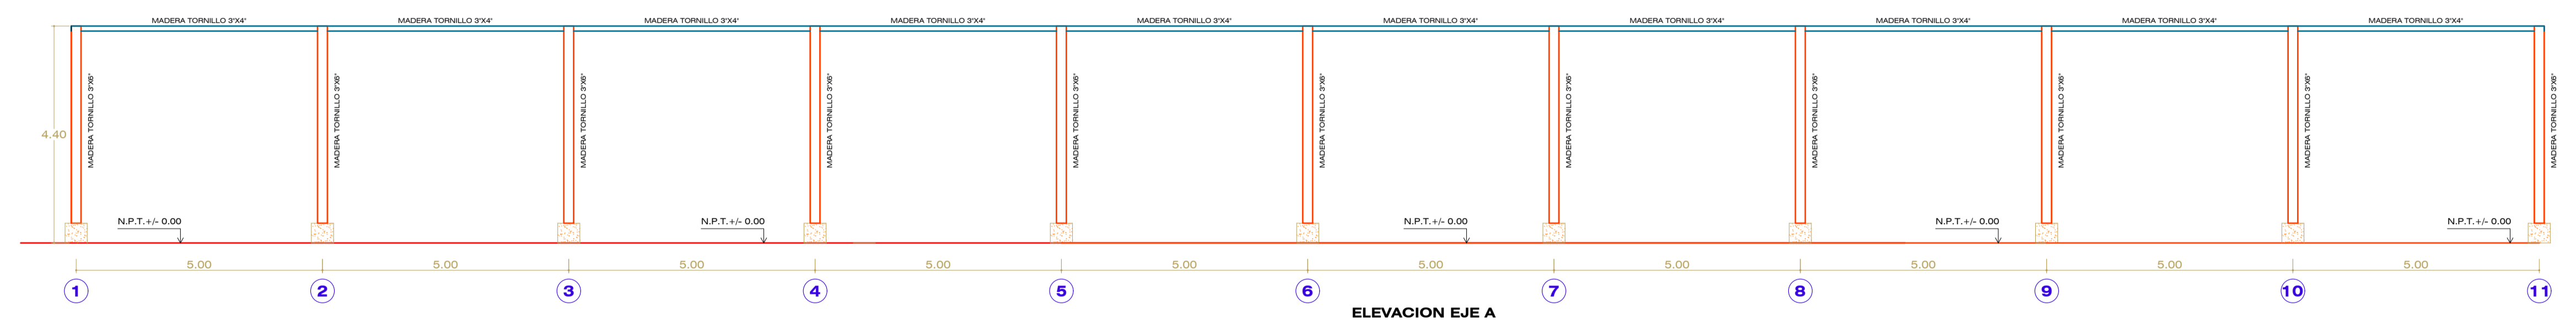 MADERA TORNILLO 3"X4" MADERA TORNILLO 3"X4" MADERA TORNILLO 3"X4" MADERA TORNILLO 3"X4" MADERA TORNILLO 3"X4" MADERA TORNILLO 3"X4" MADERA TORNILLO 3"X4" MADERA TORNILLO 3"X4" MADERA TORNILLO 3"X4" MADERA TORNILLO 3"X4"
4.40
MADERA TORNILLO 3"X6"
MADERA TORNILLO 3"X6"
MADERA TORNILLO 3"X6"
MADERA TORNILLO 3"X6"
MADERA TORNILLO 3"X6"
MADERA TORNILLO 3"X6"
MADERA TORNILLO 3"X6"
MADERA TORNILLO 3"X6"
MADERA TORNILLO 3"X6"
MADERA TORNILLO 3"X6"
MADERA TORNILLO 3"X6"
N.P.T.+/- 0.00 N.P.T.+/- 0.00 N.P.T.+/- 0.00 N.P.T.+/- 0.00 N.P.T.+/- 0.00
5.00 5.00 5.00 5.00 5.00 5.00 5.00 5.00 5.00 5.00
1 2 3 4 5 6 7 8 9 10 11
ELEVACION EJE A